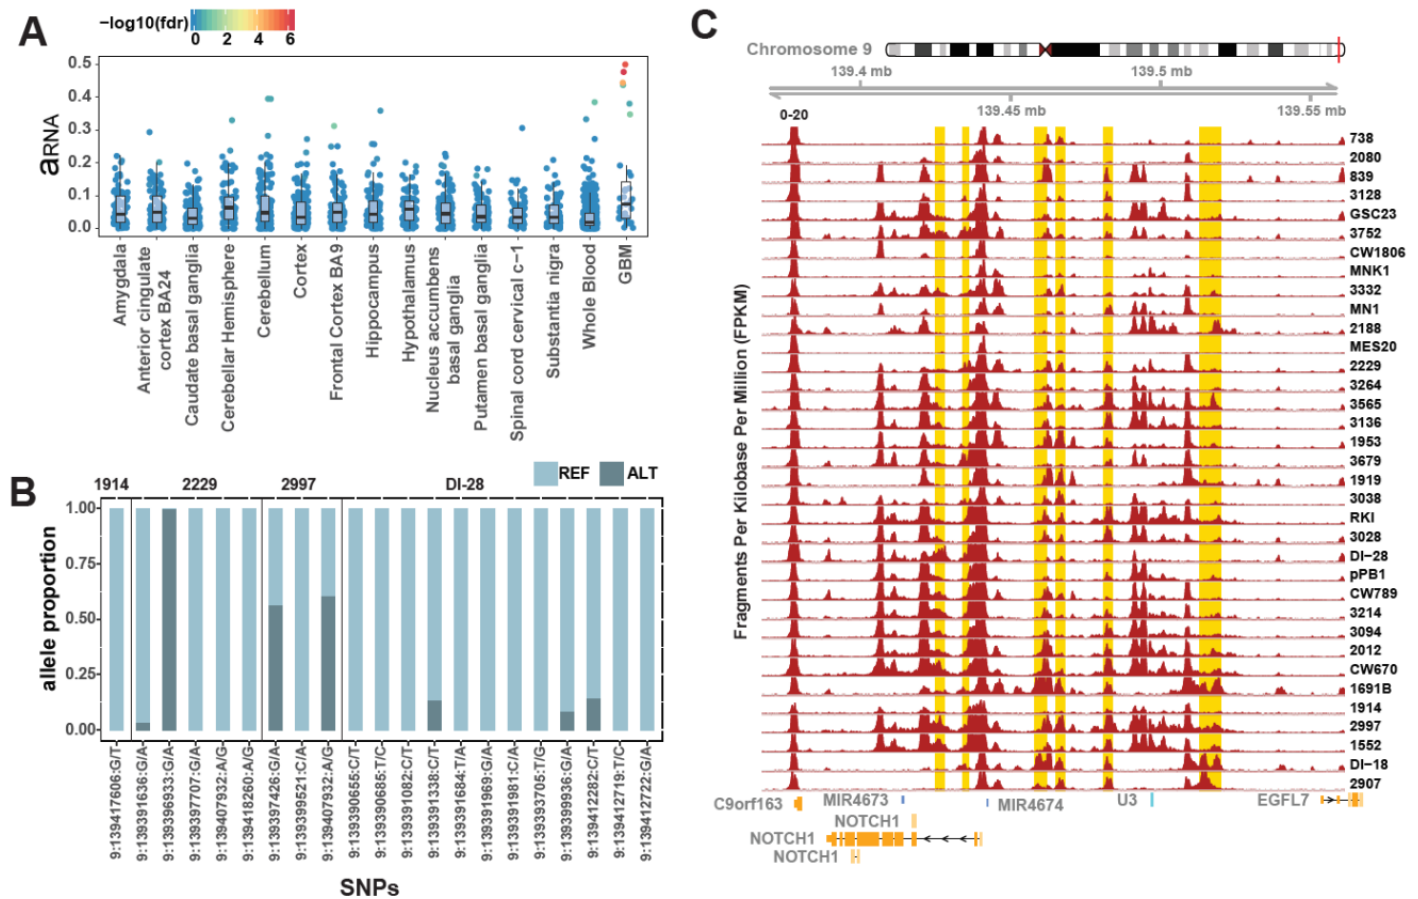 A
−log10(fdr)
0 2 4 6
0.5
0.4
0.3
0.2
0.1
0.0
aRNA
Amygdala
Anterior cingulate
cortex BA24
Caudate basal ganglia
Cerebellar Hemisphere
Cerebellum
Cortex
Frontal Cortex BA9
Hippocampus
Hypothalamus
Nucleus accumbens
basal ganglia
Putamen basal ganglia
Spinal cord cervical c−1
Substantia nigra
Whole Blood
GBM
B
REF ALT
1914 2229 2997 DI-28
1.00
0.75
0.50
0.25
0.00
allele proportion
9:139417606:G/T
9:139391636:G/A
9:139396933:G/A
9:139397707:G/A
9:139407932:A/G
9:139418260:A/G
9:139397426:G/A
9:139399521:C/A
9:139407932:A/G
9:139390655:C/T
9:139390685:T/C
9:139391082:C/T
9:139391338:C/T
9:139391684:T/A
9:139391969:G/A
9:139391981:C/A
9:139393705:T/G
9:139399936:G/A
9:139412282:C/T
9:139412719:T/C
9:139412722:G/A
SNPs
C
Chromosome 9
139.4 mb 139.5 mb
139.45 mb 139.55 mb
0-20
Fragments Per Kilobase Per Million (FPKM)
738
2080
839
3128
GSC23
3752
CW1806
MNK1
3332
MN1
2188
MES20
2229
3264
3565
3136
1953
3679
1919
3038
RKI
3028
DI−28
pPB1
CW789
3214
3094
2012
CW670
1691B
1914
2997
1552
DI−18
2907
C9orf163 MIR4673 MIR4674 U3 EGFL7
NOTCH1
NOTCH1
NOTCH1